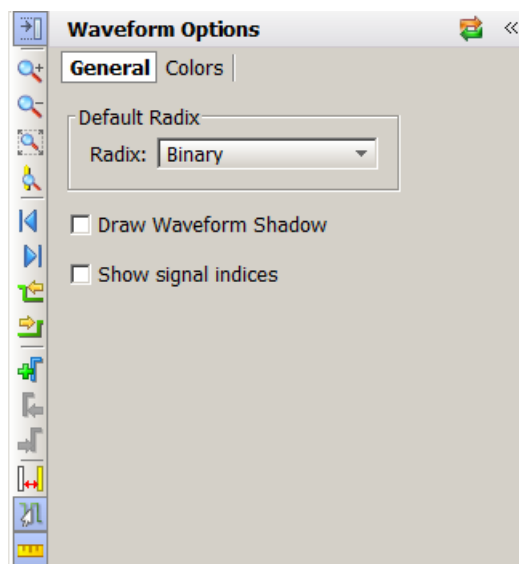 Waveform Options
General Colors
Default Radix
Radix: Binary
Draw Waveform Shadow
Show signal indices